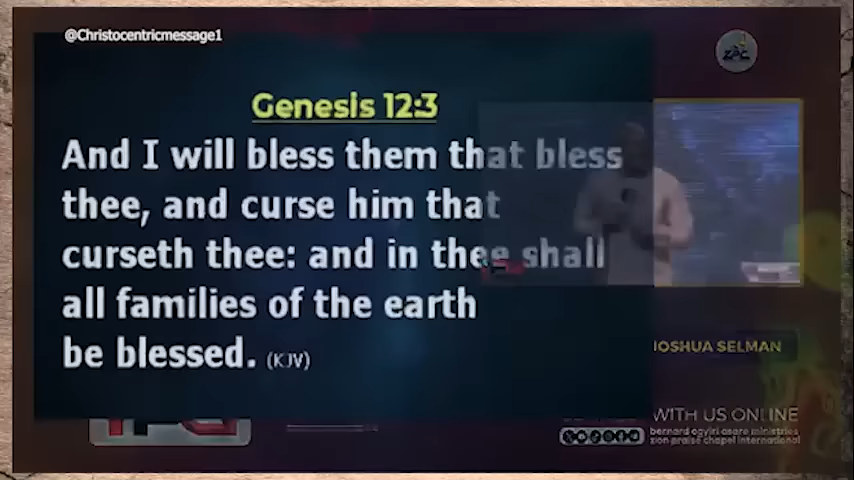 @Christocentricmessage1
ZPC
Genesis 12:3
And I will bless them that bless
thee, and curse him that
curseth thee: and in thee shall
all families of the earth
be blessed. (KJV)
JOSHUA SELMAN
WITH US ONLINE
bernard egyiri asare ministries
zion praise chapel international